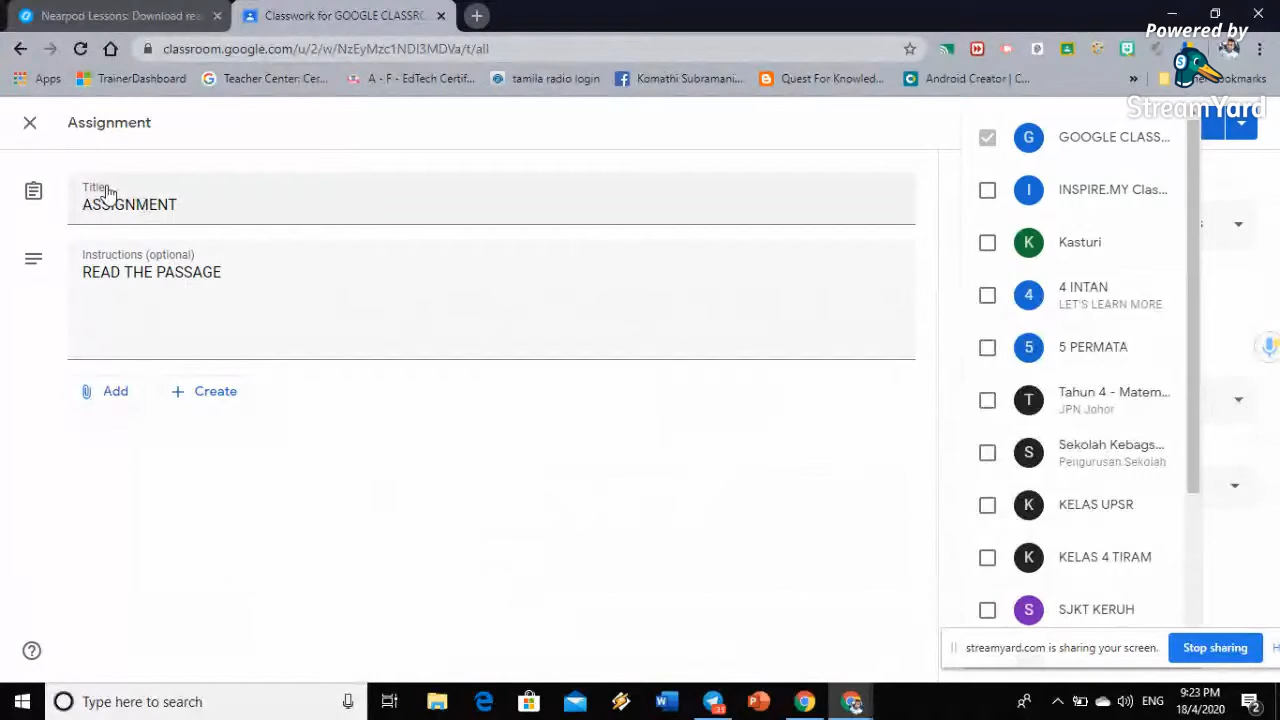 Nearpod Lessons: Download rea
Classwork for GOOGLE CLASSR
Powered by
classroom.google.com/u/2/w/NzEyMzc1NDI3MDVa/t/all
Apps
TrainerDashboard
Teacher Center: Cer...
A - F - EdTech Certif...
tamila radio login
Komathi Subramani...
Quest For Knowled...
Android Creator | C...
»
StreamYard
Assignment
GOOGLE CLASS...
Title
ASSIGNMENT
INSPIRE.MY Clas...
Kasturi
Instructions (optional)
READ THE PASSAGE
4 INTAN
LET'S LEARN MORE
5 PERMATA
Add
Create
Tahun 4 - Matem...
JPN Johor
Sekolah Kebags...
Pengurusan Sekolah
KELAS UPSR
KELAS 4 TIRAM
SJKT KERUH
streamyard.com is sharing your screen.
Stop sharing
Type here to search
ENG
9:23 PM
18/4/2020